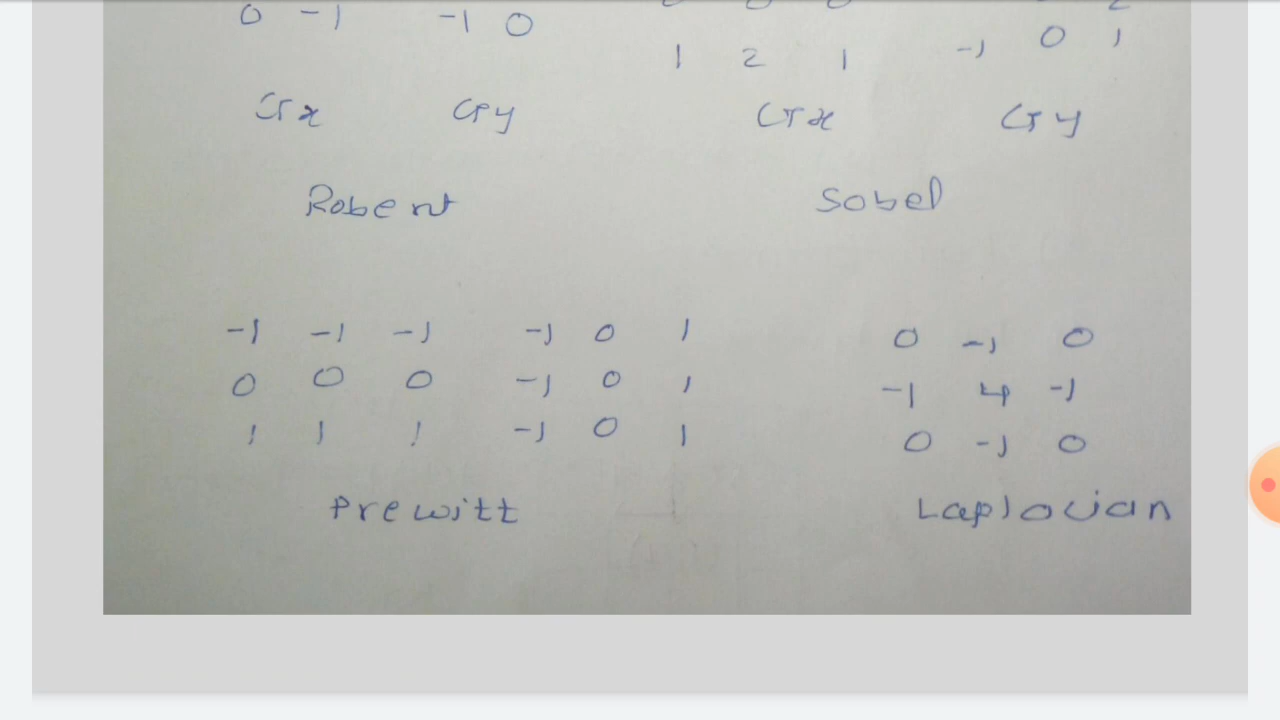 0 -1 -1 0
1 2 1 -1 0 1
Gx Gy Gx Gy
Robert Sobel
-1 -1 -1 -1 0 1 0 -1 0
0 0 0 -1 0 1 -1 4 -1
1 1 1 -1 0 1 0 -1 0
Prewitt Laplacian